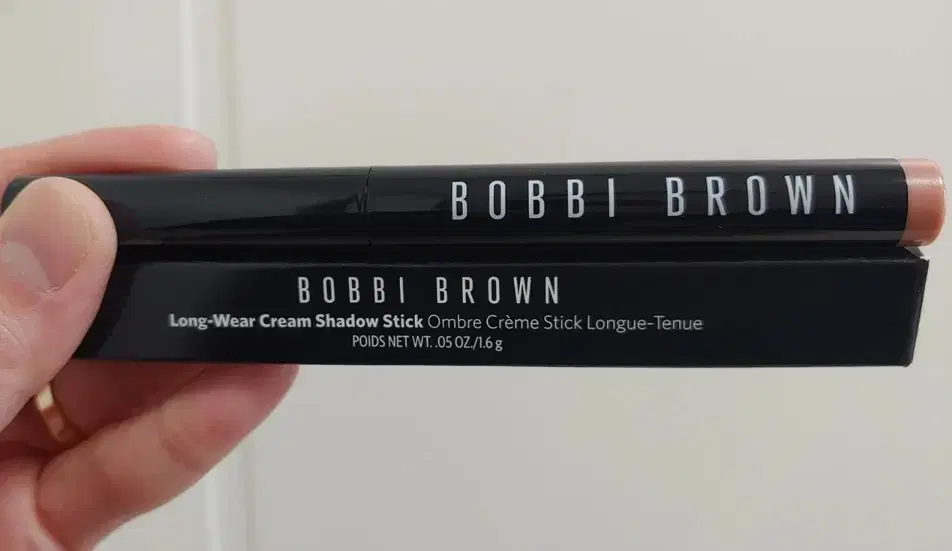 BOBBI BROWN
BOBBI BROWN
Long-Wear Cream Shadow Stick Ombre Crème Stick Longue-Tenue
POIDS NET WT. .05 OZ./1.6 g